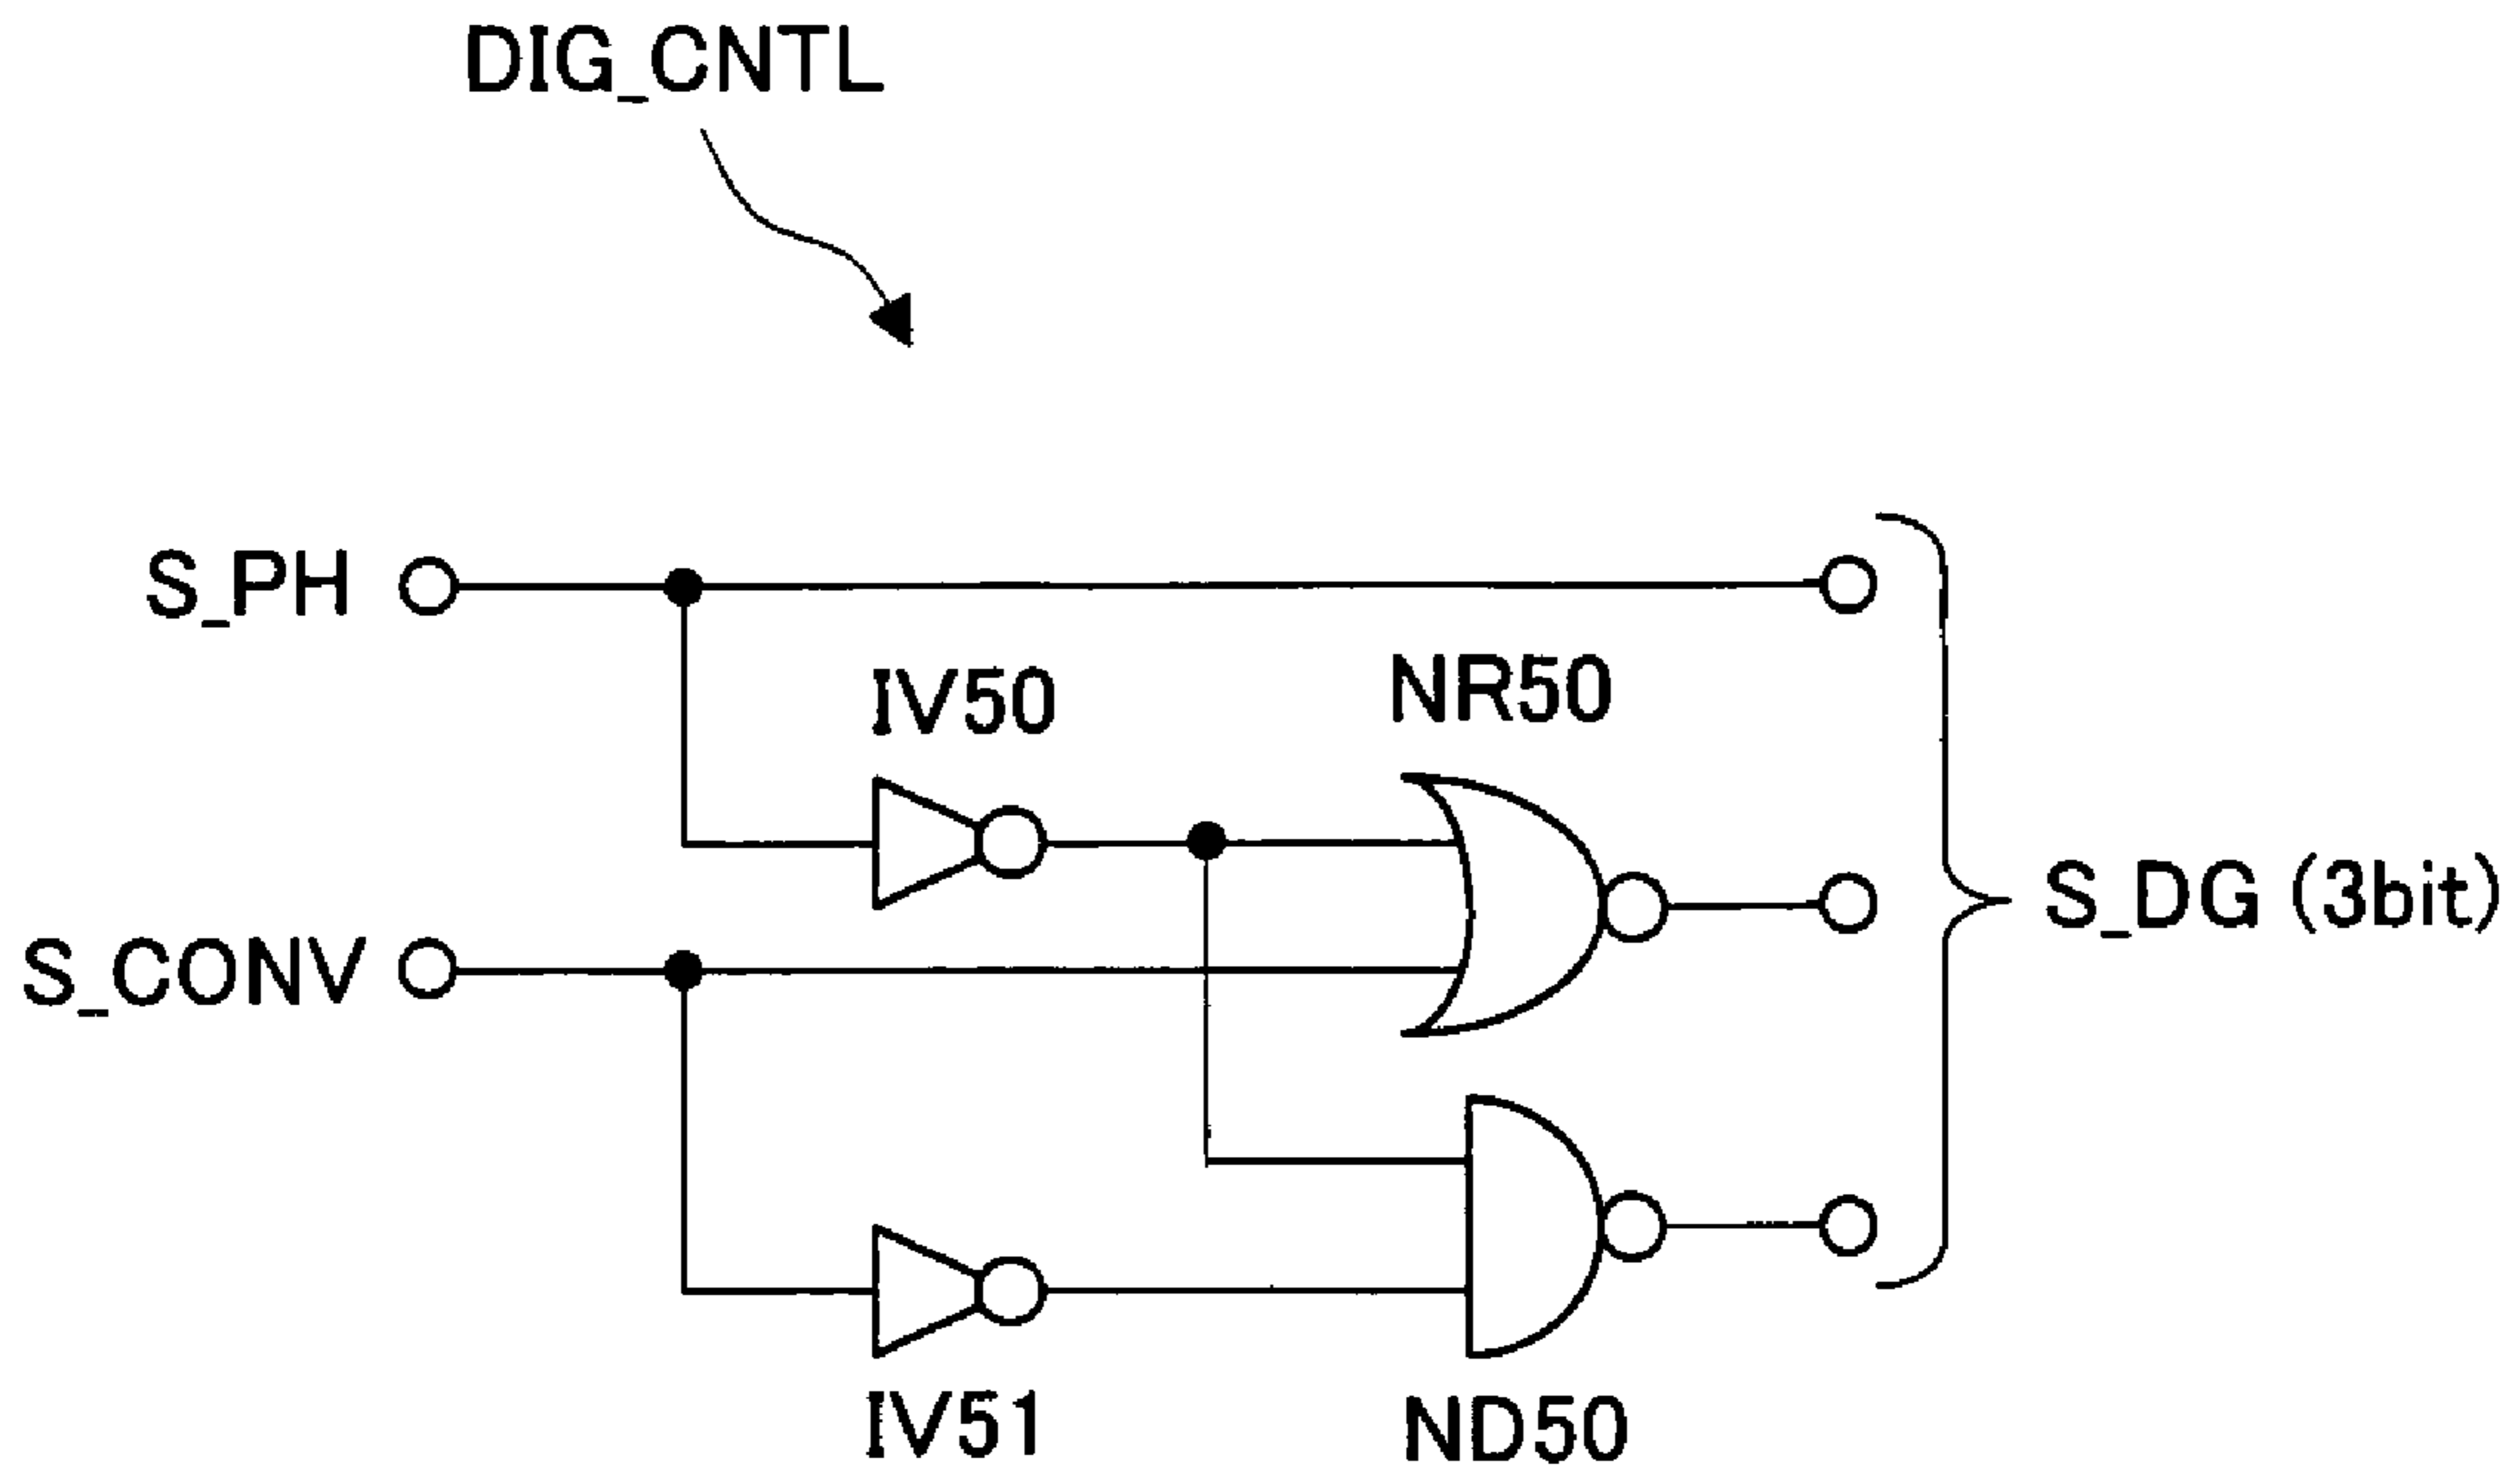 DIG_CNTL
S_PH
IV50
NR50
S_DG (3bit)
S_CONV
IV51
ND50